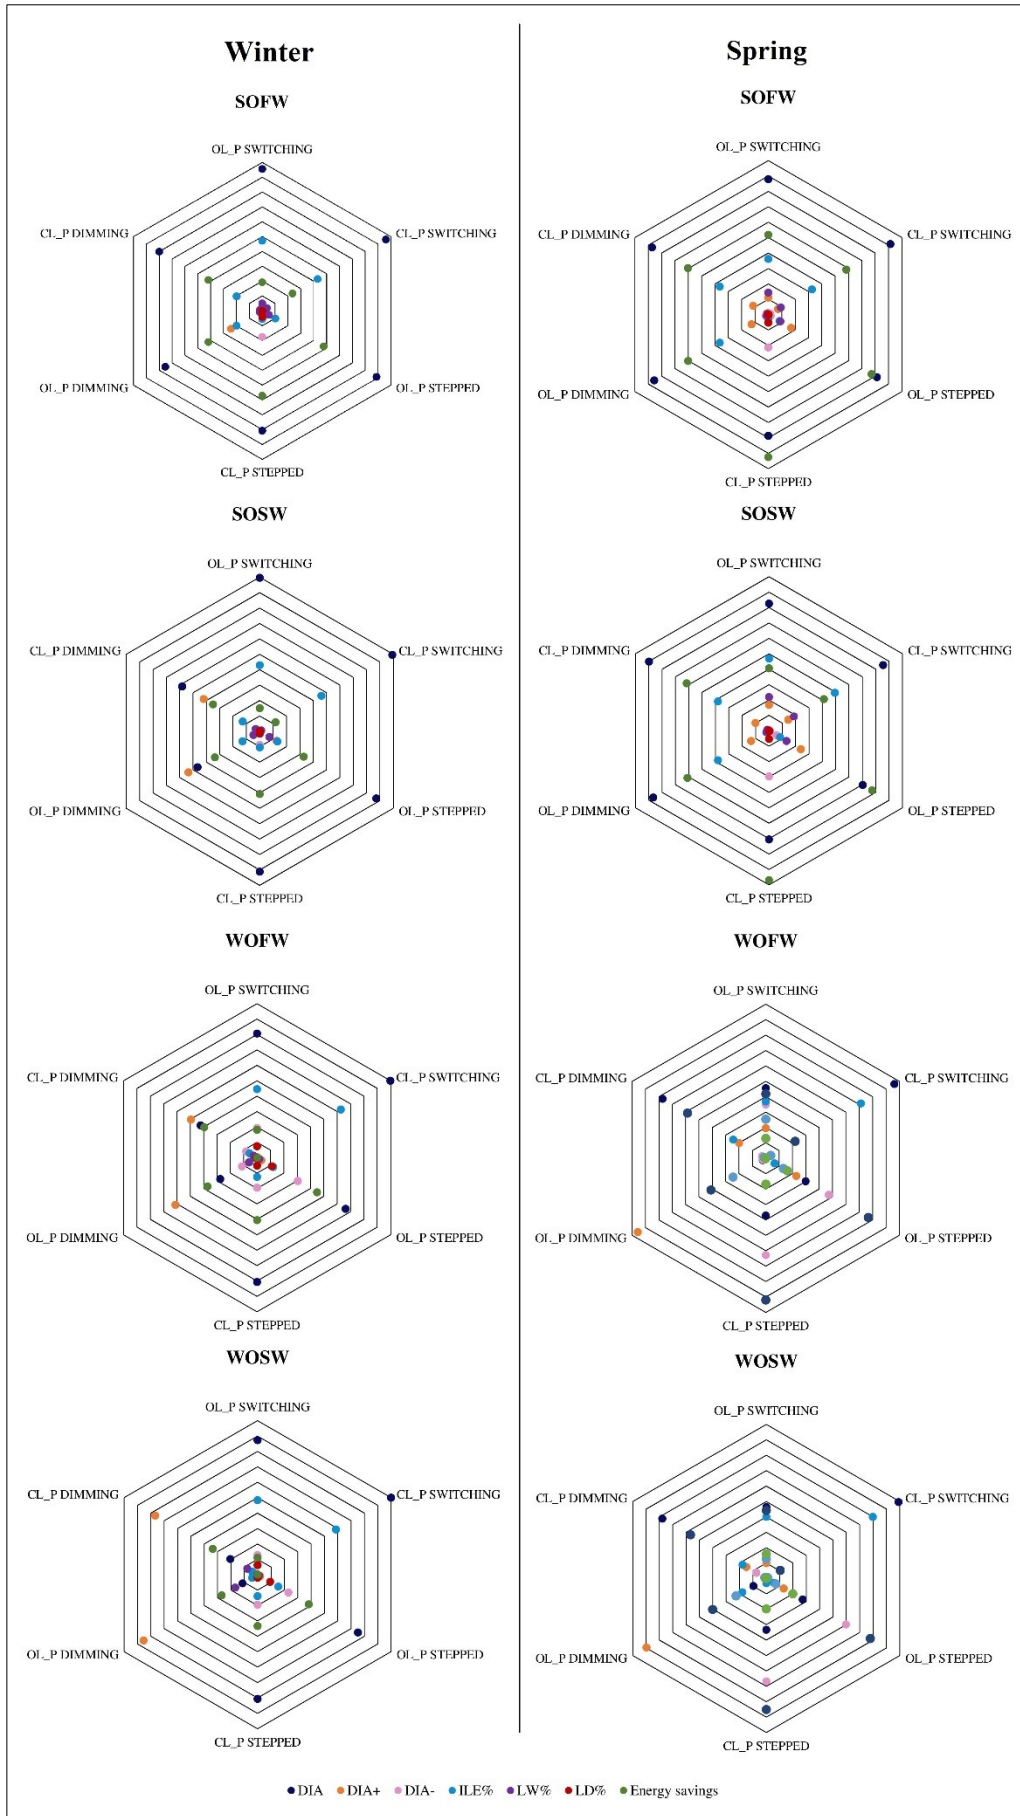 Winter
Spring
SOFW
OL_P SWITCHING
CL_P SWITCHING
CL_P DIMMING
OL_P DIMMING
OL_P STEPPED
CL_P STEPPED
SOFW
OL_P SWITCHING
CL_P SWITCHING
CL_P DIMMING
OL_P DIMMING
OL_P STEPPED
CL_P STEPPED
SOSW
OL_P SWITCHING
CL_P SWITCHING
CL_P DIMMING
OL_P DIMMING
OL_P STEPPED
CL_P STEPPED
SOSW
OL_P SWITCHING
CL_P SWITCHING
CL_P DIMMING
OL_P DIMMING
OL_P STEPPED
CL_P STEPPED
WOFW
OL_P SWITCHING
CL_P SWITCHING
CL_P DIMMING
OL_P DIMMING
OL_P STEPPED
CL_P STEPPED
WOFW
OL_P SWITCHING
CL_P SWITCHING
CL_P DIMMING
OL_P DIMMING
OL_P STEPPED
CL_P STEPPED
WOSW
OL_P SWITCHING
CL_P SWITCHING
CL_P DIMMING
OL_P DIMMING
OL_P STEPPED
CL_P STEPPED
WOSW
OL_P SWITCHING
CL_P SWITCHING
CL_P DIMMING
OL_P DIMMING
OL_P STEPPED
CL_P STEPPED
DIA DIA+ DIA- ILE% LW% LD% Energy savings